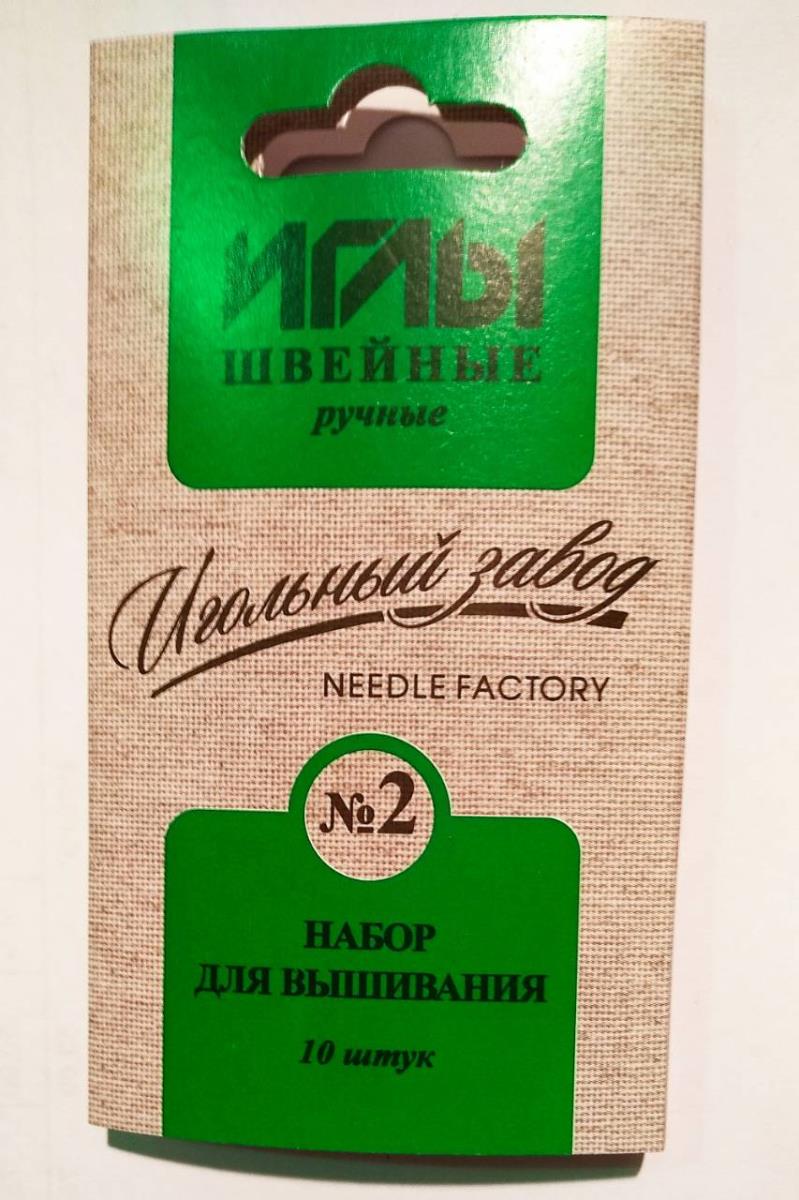 ИГЛЫ
ШВЕЙНЫЕ
ручные
Игольный завод
NEEDLE FACTORY
№2
НАБОР
ДЛЯ ВЫШИВАНИЯ
10 штук